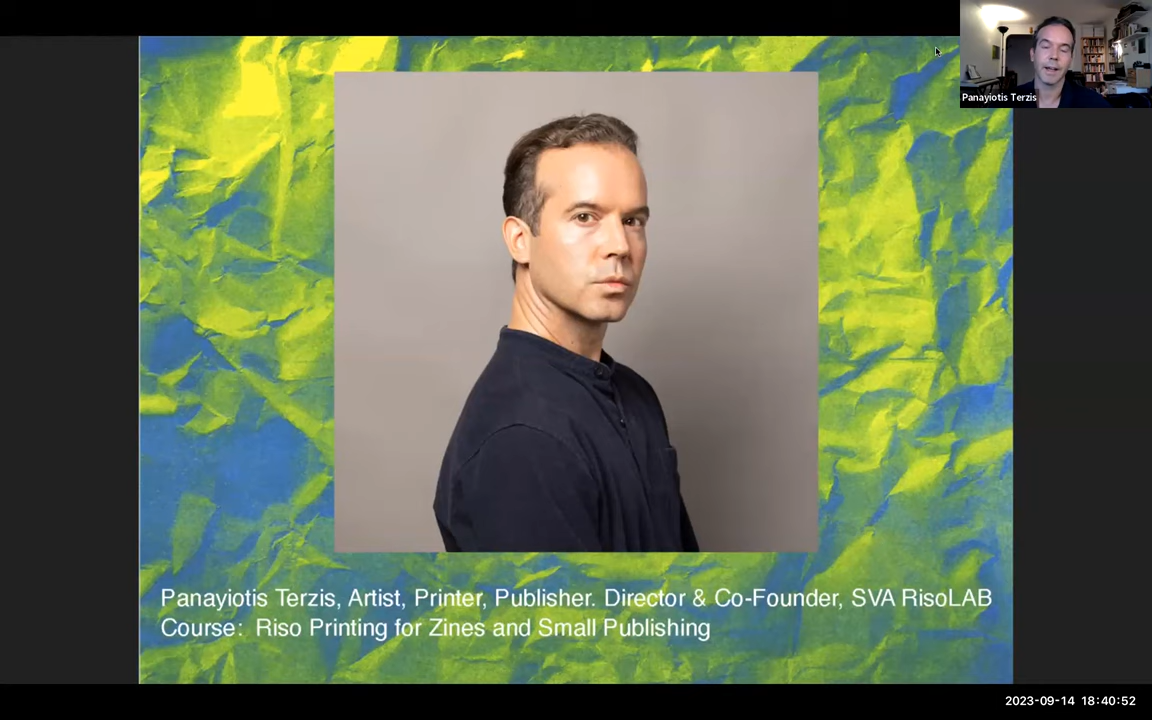 Panayiotis Terzis
Panayiotis Terzis, Artist, Printer, Publisher. Director & Co-Founder, SVA RisoLAB
Course:  Riso Printing for Zines and Small Publishing
2023-09-14 18:40:52